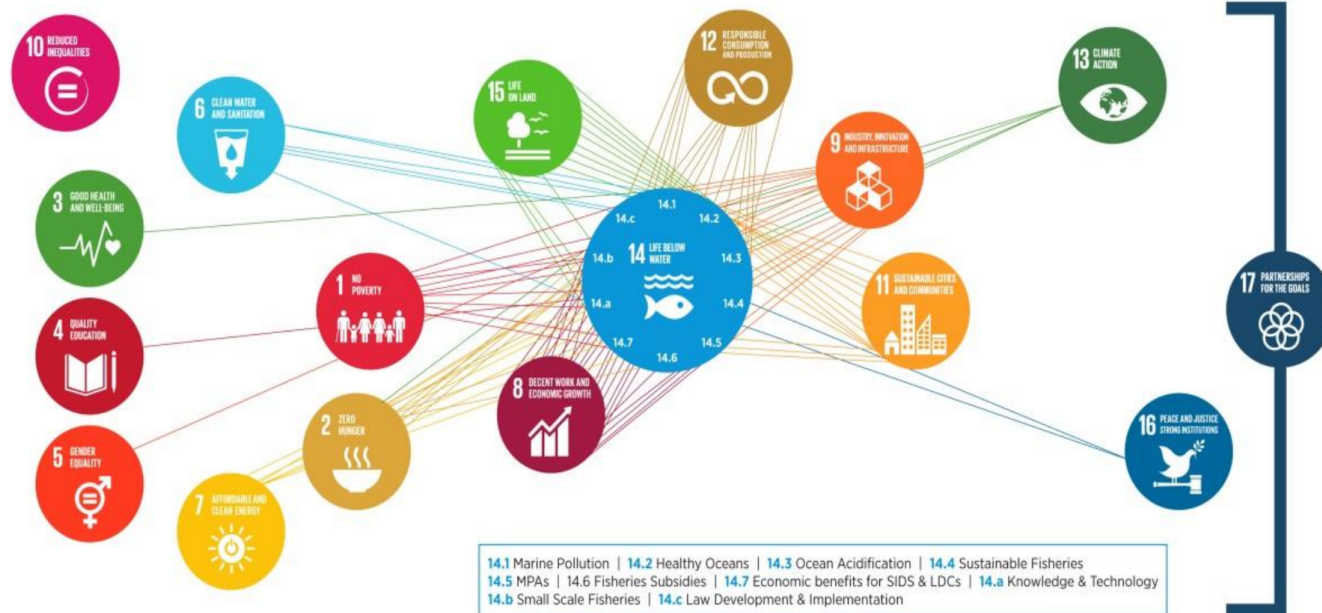 10 REDUCED
INEQUALITIES
6 CLEAN WATER
AND SANITATION
15 LIFE
ON LAND
12 RESPONSIBLE
CONSUMPTION
AND PRODUCTION
13 CLIMATE
ACTION
9 INDUSTRY, INNOVATION
AND INFRASTRUCTURE
3 GOOD HEALTH
AND WELL-BEING
14.1
14.c
14.2
14 LIFE BELOW
WATER
14.b
14.3
14.a
14.4
14.7
14.5
14.6
1 NO
POVERTY
11 SUSTAINABLE CITIES
AND COMMUNITIES
17 PARTNERSHIPS
FOR THE GOALS
4 QUALITY
EDUCATION
8 DECENT WORK AND
ECONOMIC GROWTH
2 ZERO
HUNGER
16 PEACE AND JUSTICE
STRONG INSTITUTIONS
5 GENDER
EQUALITY
7 AFFORDABLE AND
CLEAN ENERGY
14.1 Marine Pollution | 14.2 Healthy Oceans | 14.3 Ocean Acidification | 14.4 Sustainable Fisheries
14.5 MPAs | 14.6 Fisheries Subsidies | 14.7 Economic benefits for SIDS & LDCs | 14.a Knowledge & Technology
14.b Small Scale Fisheries | 14.c Law Development & Implementation